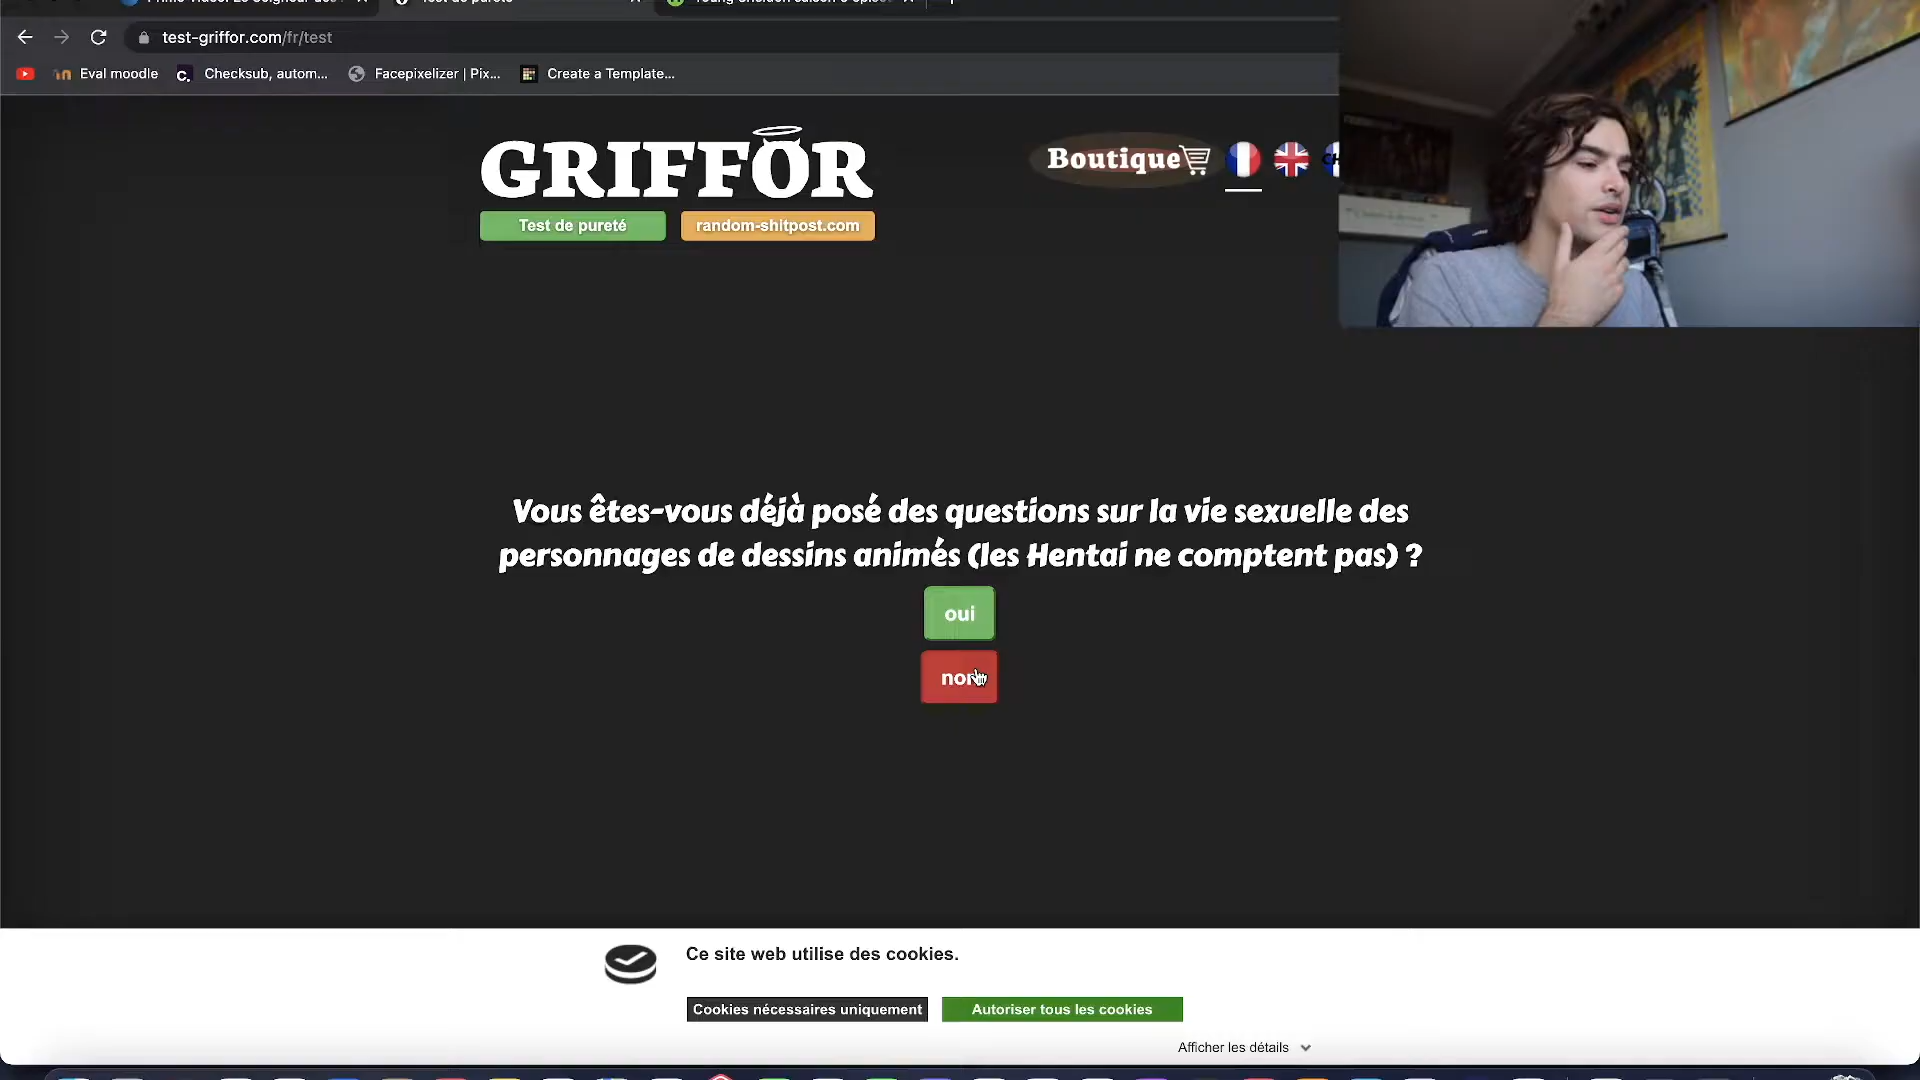 test-griffor.com/fr/test
Eval moodle
Checksub, autom...
Facepixelizer | Pix...
Create a Template...
GRIFFOR
Boutique
Test de pureté
random-shitpost.com
Vous êtes-vous déjà posé des questions sur la vie sexuelle des
personnages de dessins animés (les Hentai ne comptent pas) ?
oui
non
Ce site web utilise des cookies.
Cookies nécessaires uniquement
Autoriser tous les cookies
Afficher les détails